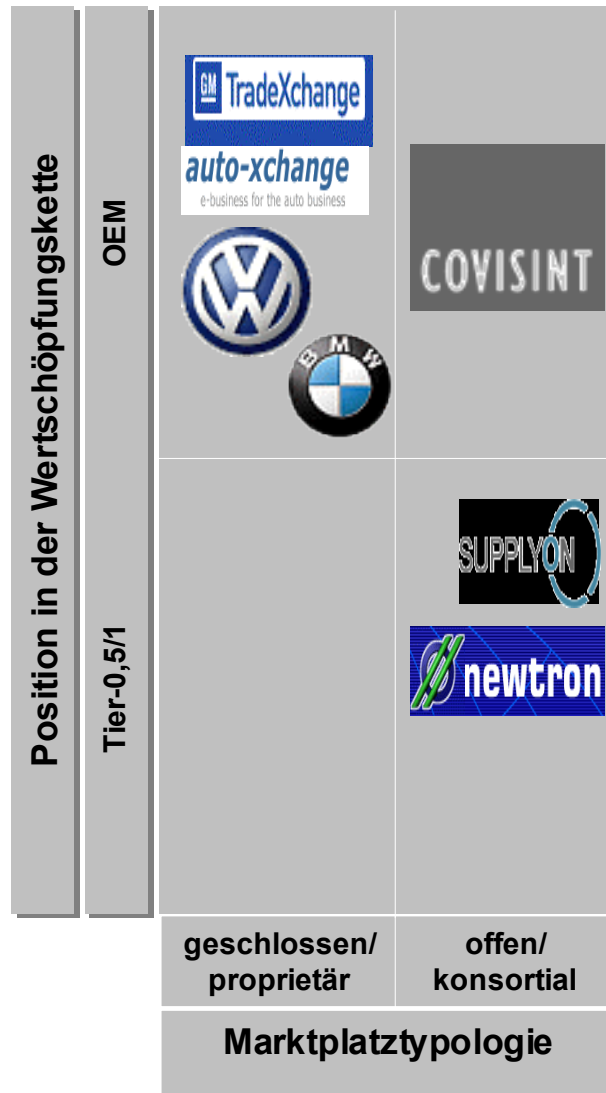 Position in der Wertschöpfungskette
OEM
Tier-0,5/1
GM TradeXchange
auto-xchange
e-business for the auto business
VW
BMW
COVISINT
SUPPLYON
newtron
geschlossen/
proprietär
offen/
konsortial
Marktplatztypologie